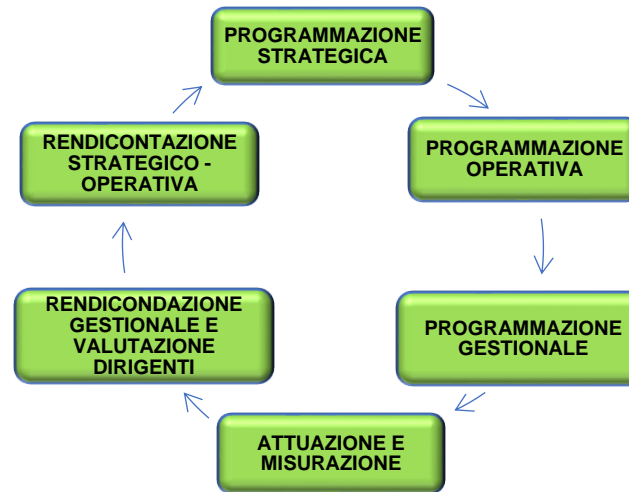 PROGRAMMAZIONE
STRATEGICA
PROGRAMMAZIONE
OPERATIVA
PROGRAMMAZIONE
GESTIONALE
ATTUAZIONE E
MISURAZIONE
RENDICONDAZIONE
GESTIONALE E
VALUTAZIONE
DIRIGENTI
RENDICONTAZIONE
STRATEGICO -
OPERATIVA